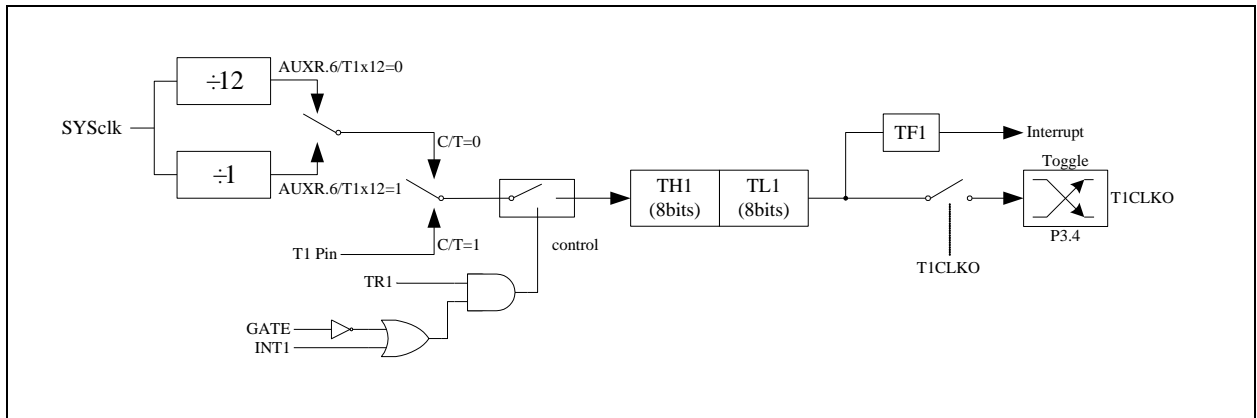 ÷12
AUXR.6/T1x12=0
SYSclk
÷1
AUXR.6/T1x12=1
C/T=0
C/T=1
T1 Pin
control
TR1
GATE
INT1
TH1
(8bits)
TL1
(8bits)
TF1
Interrupt
Toggle
T1CLKO
P3.4
T1CLKO